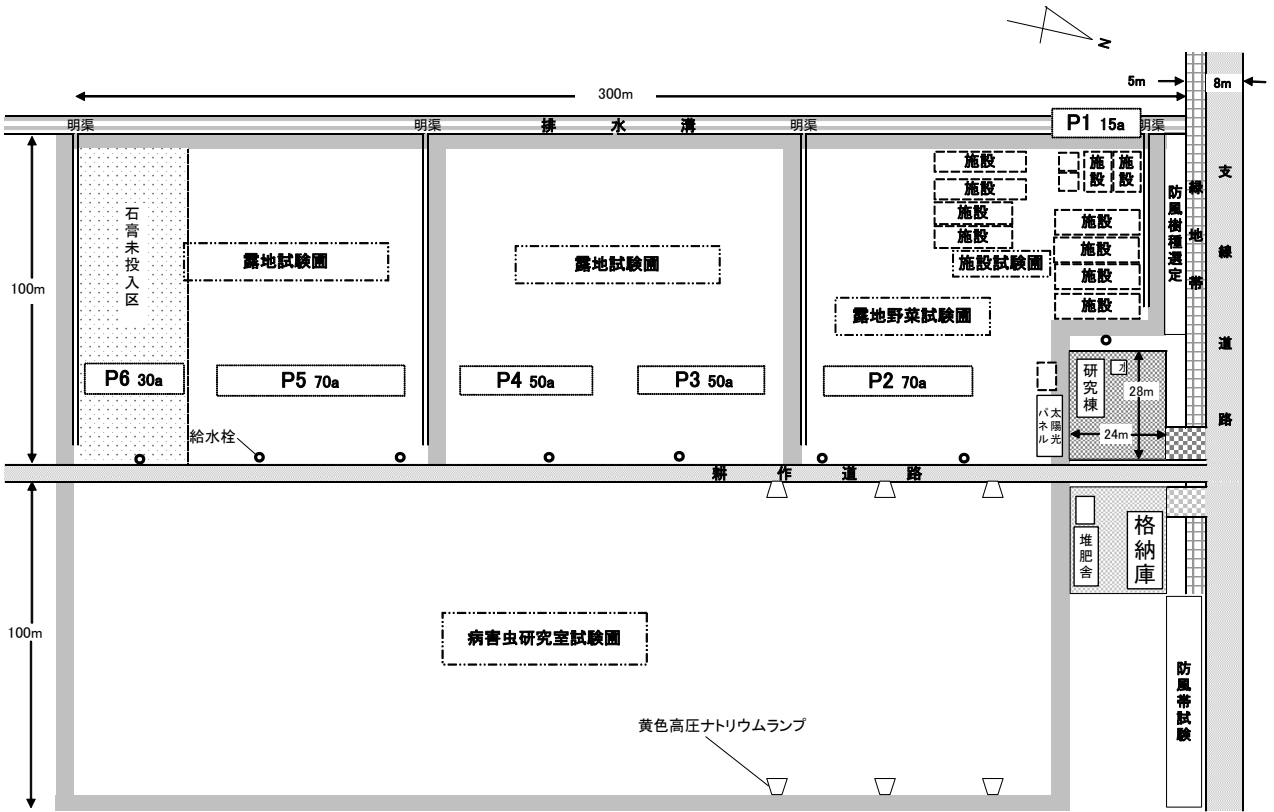 N
5m
8m
300m
明渠
明渠
排水溝
明渠
P1 15a
明渠
施設
施設
施設
施設
施設
施設
施設試験圃
施設
施設
施設
施設
防風樹種選定
緑地帯
支線道路
100m
石膏未投入区
露地試験圃
露地試験圃
露地野菜試験圃
P6 30a
P5 70a
P4 50a
P3 50a
P2 70a
太陽光パネル
研究棟
28m
24m
給水栓
耕作道路
堆肥舎
格納庫
100m
病害虫研究室試験圃
黄色高圧ナトリウムランプ
防風帯試験